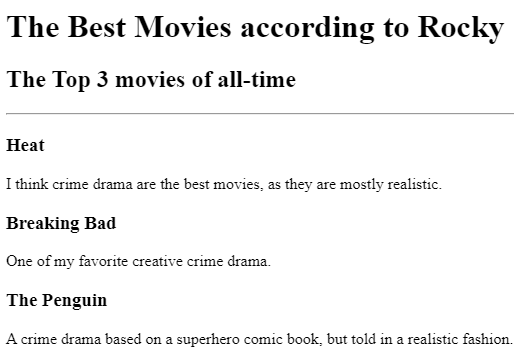 The Best Movies according to Rocky
The Top 3 movies of all-time
Heat
I think crime drama are the best movies, as they are mostly realistic.
Breaking Bad
One of my favorite creative crime drama.
The Penguin
A crime drama based on a superhero comic book, but told in a realistic fashion.